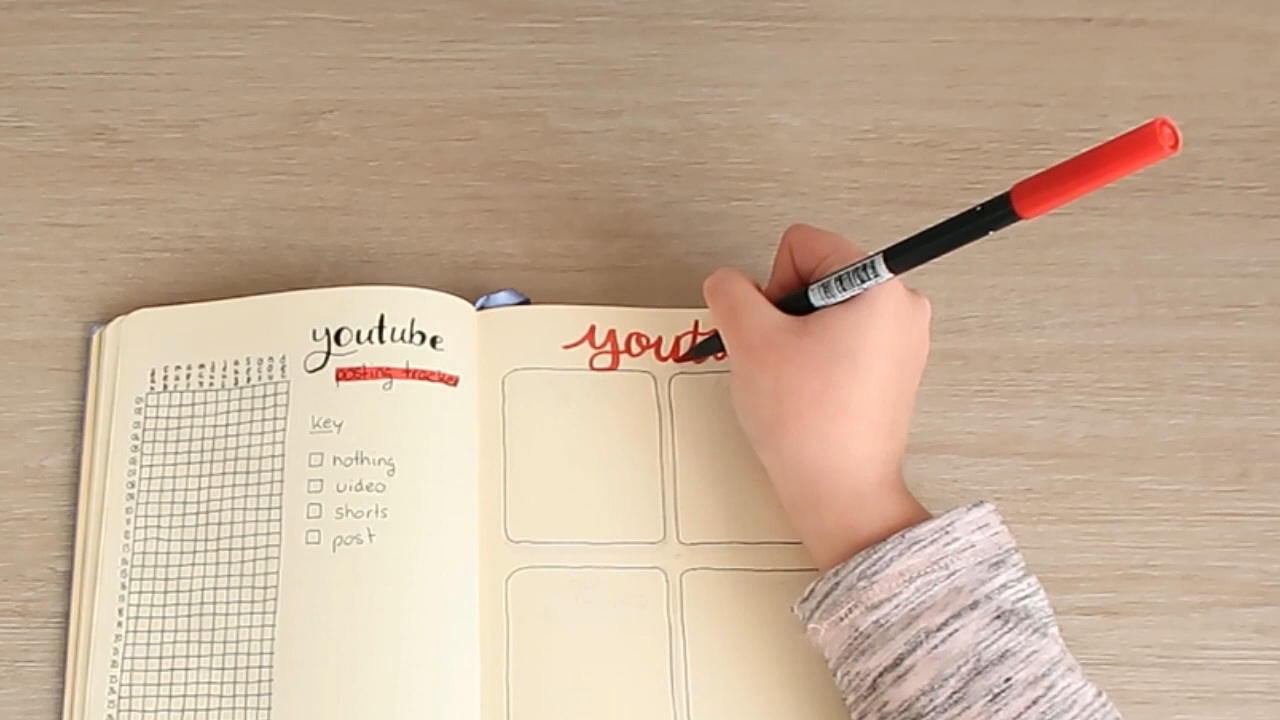 youtube
posting tracker
key
nothing
video
shorts
post
yout